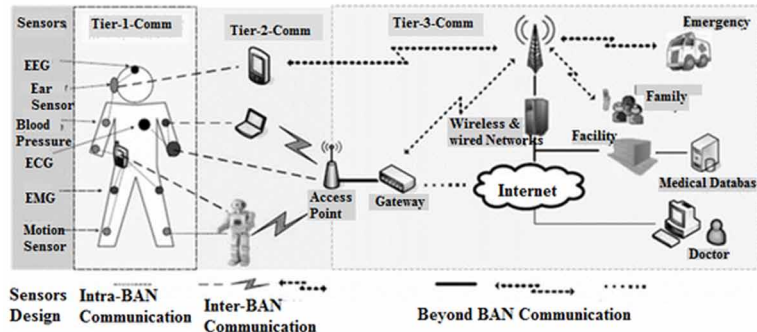 Sensors
Tier-1-Comm
Tier-2-Comm
Tier-3-Comm
Emergency
EEG
Ear
Sensor
Blood
Pressure
ECG
EMG
Motion
Sensor
Access
Point
Gateway
Wireless &
wired Networks
Internet
Family
Facility
Medical Databas
Doctor
Sensors
Design
Intra-BAN
Communication
Inter-BAN
Communication
Beyond BAN Communication